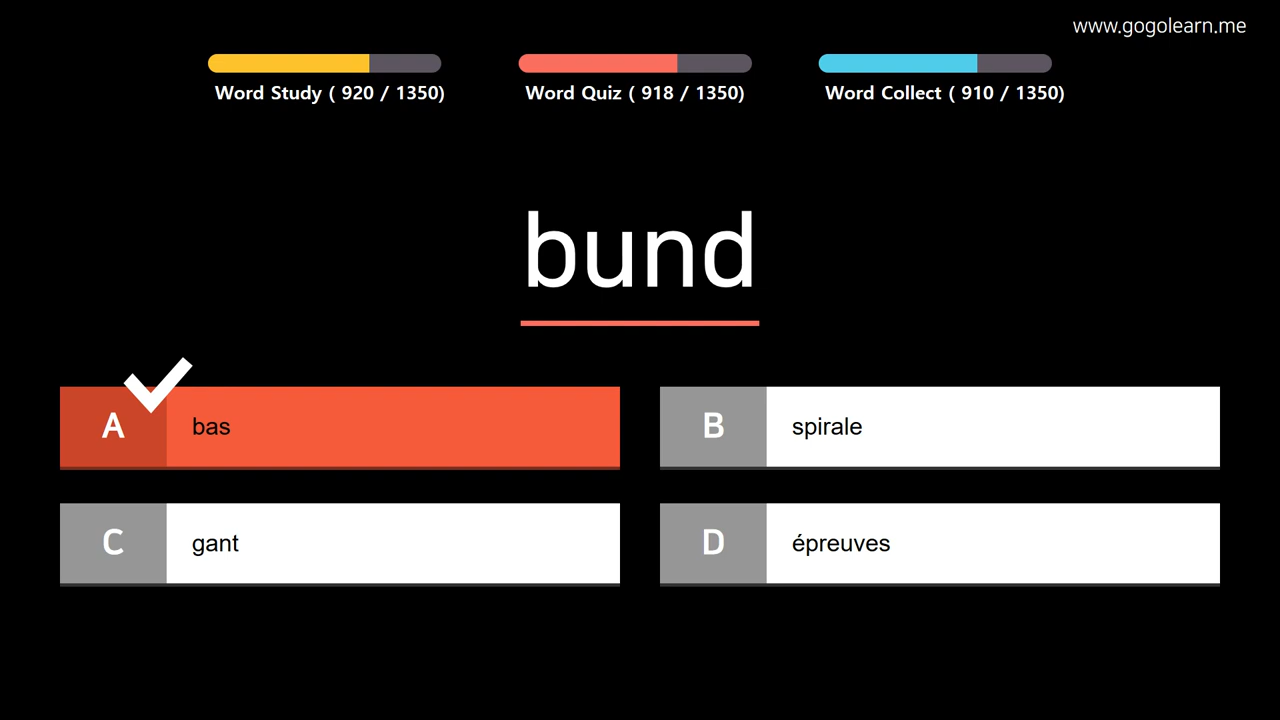 www.gogolearn.me
Word Study ( 920 / 1350)
Word Quiz ( 918 / 1350)
Word Collect ( 910 / 1350)
bund
A bas
B spirale
C gant
D épreuves